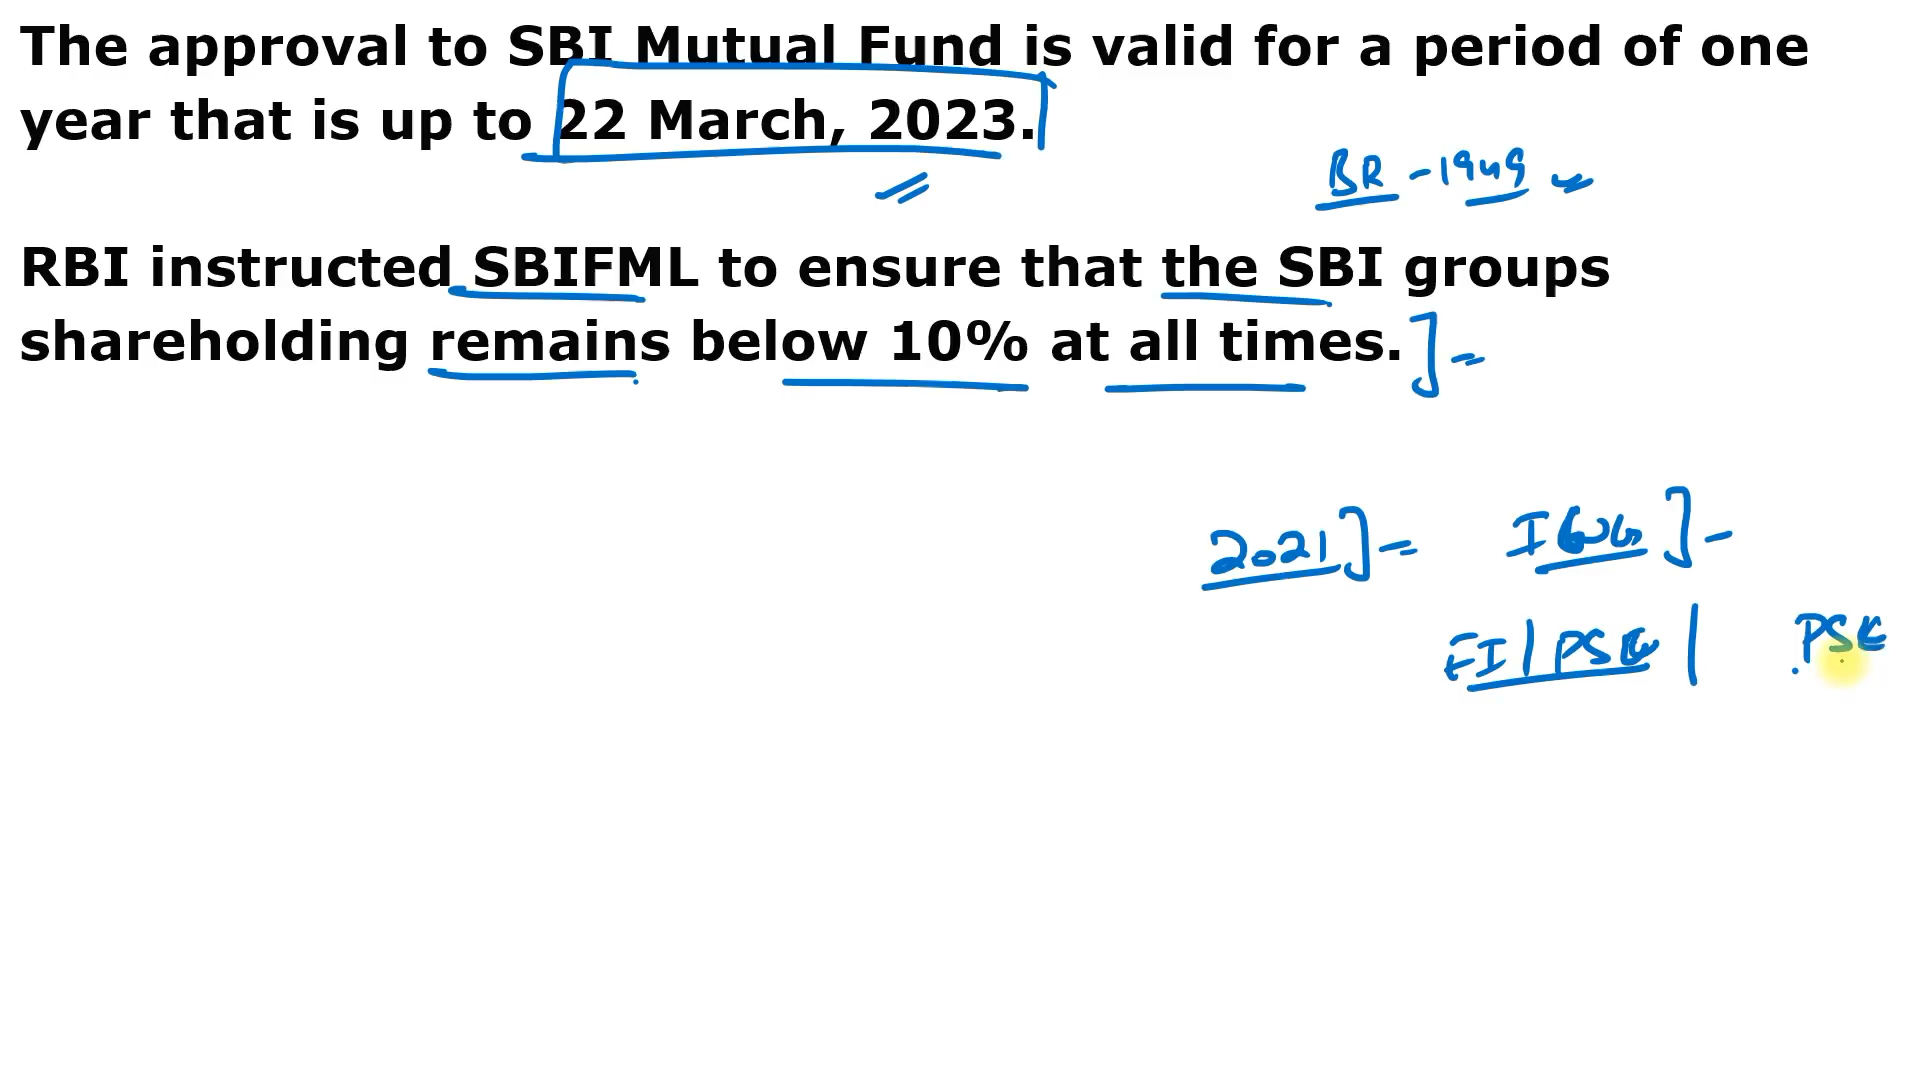 The approval to SBI Mutual Fund is valid for a period of one
year that is up to 22 March, 2023.
BR - 1949
RBI instructed SBIFML to ensure that the SBI groups
shareholding remains below 10% at all times.
2021